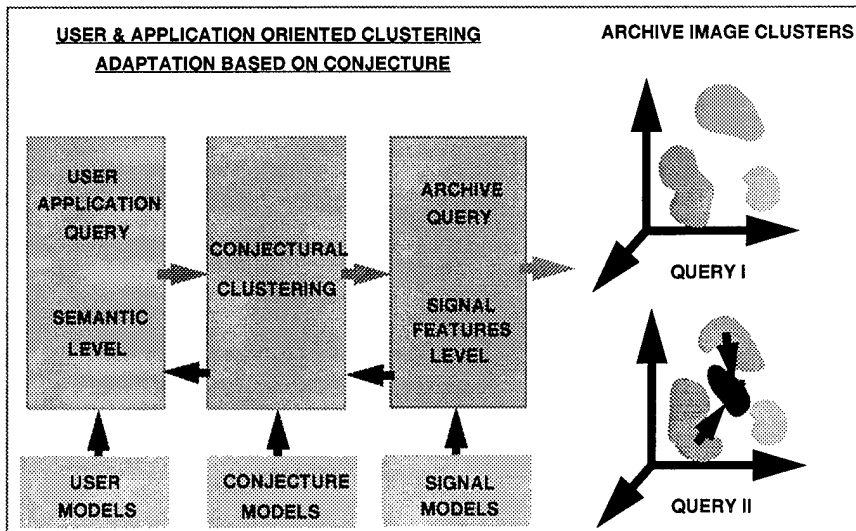 USER & APPLICATION ORIENTED CLUSTERING
ADAPTATION BASED ON CONJECTURE
ARCHIVE IMAGE CLUSTERS
USER
APPLICATION
QUERY
SEMANTIC
LEVEL
CONJECTURAL
CLUSTERING
ARCHIVE
QUERY
SIGNAL
FEATURES
LEVEL
USER
MODELS
CONJECTURE
MODELS
SIGNAL
MODELS
QUERY I
QUERY II